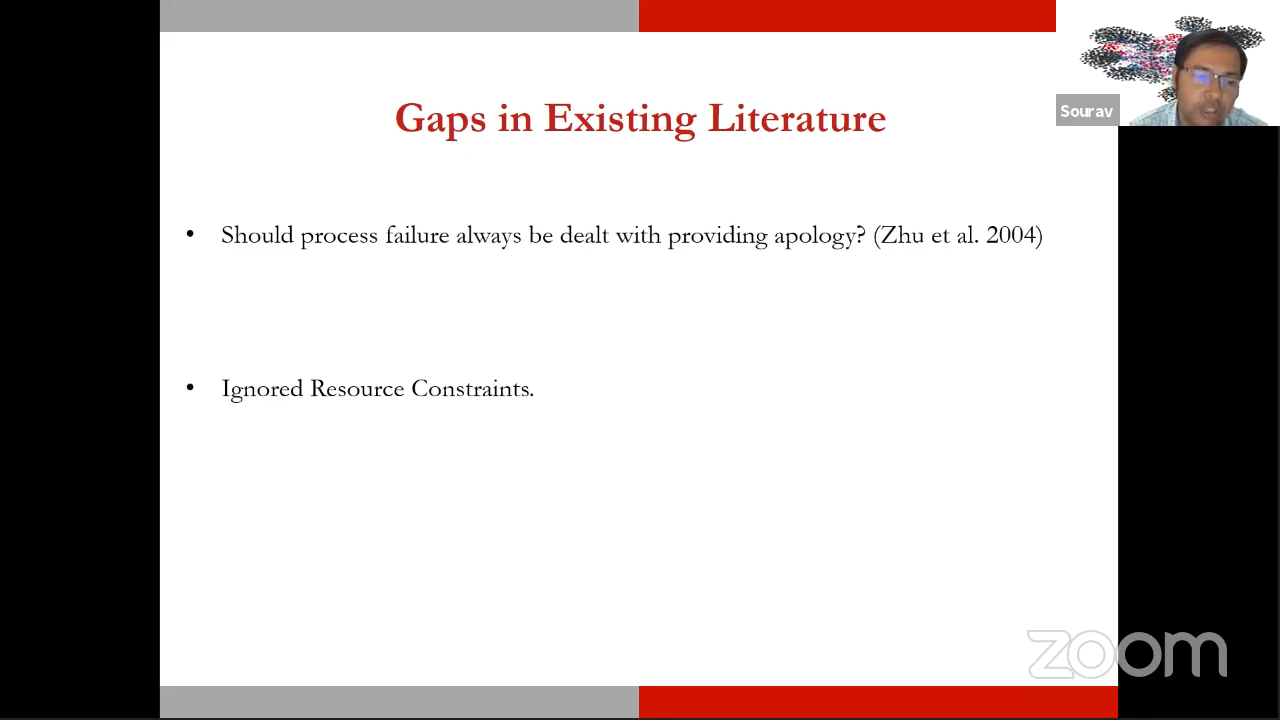 Gaps in Existing Literature
Sourav
• Should process failure always be dealt with providing apology? (Zhu et al. 2004)
• Ignored Resource Constraints.
zoom